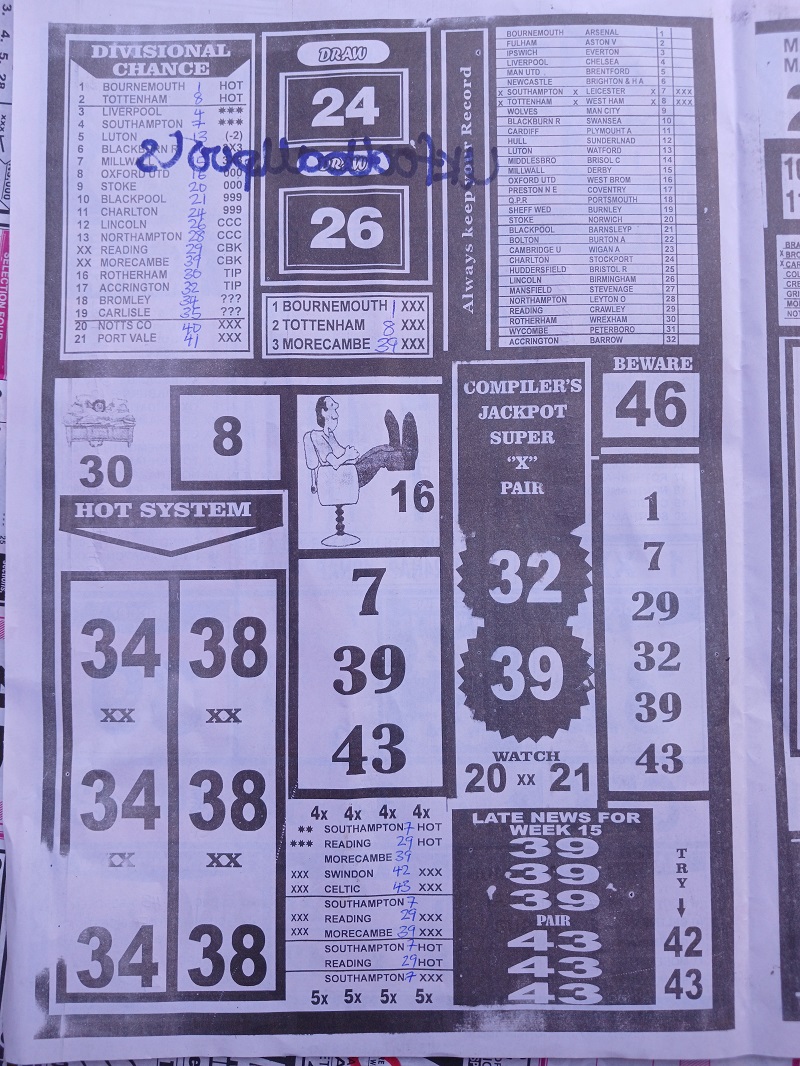 DIVISIONAL
CHANCE
1 BOURNEMOUTH 1 HOT
2 TOTTENHAM 8 HOT
3 LIVERPOOL 4 ***
4 SOUTHAMPTON 7 ***
5 LUTON 13 (-2)
6 BLACKBURN R
7 MILLW
8 OXFORD UTD 16 000
9 STOKE 20 000
10 BLACKPOOL 21 999
11 CHARLTON 24 999
12 LINCOLN 26 CCC
13 NORTHAMPTON 28 CCC
XX READING 29 CBK
XX MORECAMBE 39 CBK
16 ROTHERHAM 30 TIP
17 ACCRINGTON 32 TIP
18 BROMLEY 34 ???
19 CARLISLE 35 ???
20 NOTTS CO 40 XXX
21 PORT VALE 41 XXX
DRAW
24
DRAW
26
1 BOURNEMOUTH 1 XXX
2 TOTTENHAM 8 XXX
3 MORECAMBE 39 XXX
Always keep your Record
BOURNEMOUTH ARSENAL 1
FULHAM ASTON V 2
IPSWICH EVERTON 3
LIVERPOOL CHELSEA 4
MAN UTD BRENTFORD 5
NEWCASTLE BRIGHTON & H A 6
X SOUTHAMPTON X LEICESTER X 7 XXX
X TOTTENHAM X WEST HAM X 8 XXX
WOLVES MAN CITY 9
BLACKBURN R SWANSEA 10
CARDIFF PLYMOUHT A 11
HULL SUNDERLNAD 12
LUTON WATFORD 13
MIDDLESBRO BRISOL C 14
MILLWALL DERBY 15
OXFORD UTD WEST BROM 16
PRESTON N E COVENTRY 17
Q.P.R PORTSMOUTH 18
SHEFF WED BURNLEY 19
STOKE NORWICH 20
BLACKPOOL BARNSLEYP 21
BOLTON BURTON A 22
CAMBRIDGE U WIGAN A 23
CHARLTON STOCKPORT 24
HUDDERSFIELD BRISTOL R 25
LINCOLN BIRMINGHAM 26
MANSFIELD STEVENAGE 27
NORTHAMPTON LEYTON O 28
READING CRAWLEY 29
ROTHERHAM WREXHAM 30
WYCOMBE PETERBORO 31
ACCRINGTON BARROW 32
30
8
HOT SYSTEM
34 38
XX XX
34 38
XX XX
34 38
16
7
39
43
4x 4x 4x 4x
** SOUTHAMPTON 7 HOT
*** READING 29 HOT
MORECAMBE 39
XXX SWINDON 42 XXX
XXX CELTIC 43 XXX
SOUTHAMPTON 7
XXX READING 29 XXX
XXX MORECAMBE 39 XXX
SOUTHAMPTON 7 HOT
READING 29 HOT
SOUTHAMPTON 7 XXX
5x 5x 5x 5x
COMPILER'S
JACKPOT
SUPER
"X"
PAIR
32
39
WATCH
20 XX 21
BEWARE
46
1
7
29
32
39
43
LATE NEWS FOR
WEEK 15
39
39
39
PAIR
43
43
43
TRY
42
43